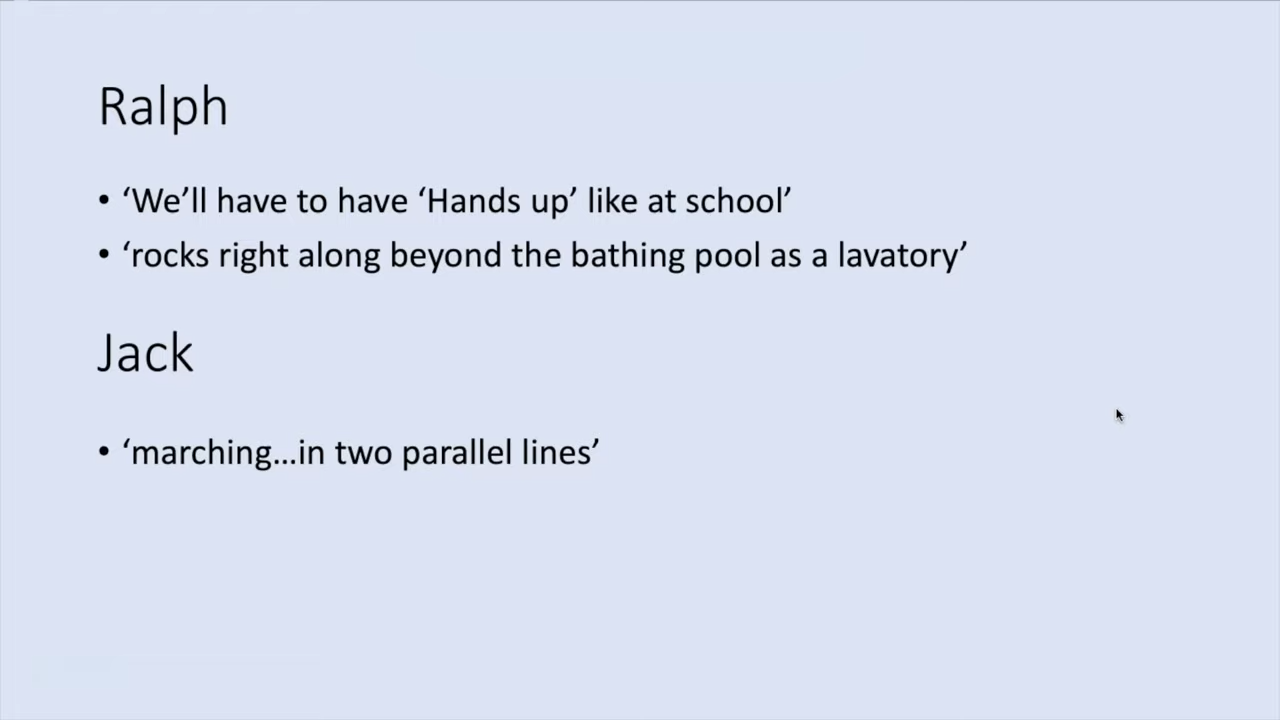 Ralph
• ‘We’ll have to have ‘Hands up’ like at school’
• ‘rocks right along beyond the bathing pool as a lavatory’
Jack
• ‘marching...in two parallel lines’